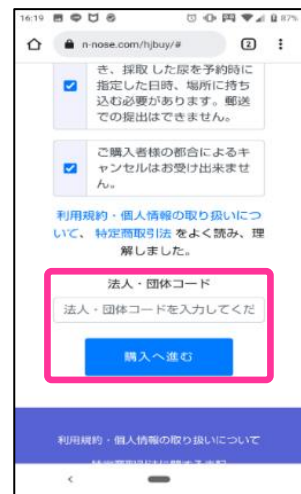 16:19
87%
n-nose.com/hjbuy/#
2
き、採取 した尿を予約時に
指定した日時、場所に持ち
込む必要があります。郵送
での提出はできません。
ご購入者様の都合によるキ
ャンセルはお受け出来ませ
ん。
利用規約・個人情報の取り扱いにつ
いて、 特定商取引法 をよく読み、理
解しました。
法人・団体コード
法人・団体コードを入力してくだ
購入へ進む
利用規約・個人情報の取り扱いについて